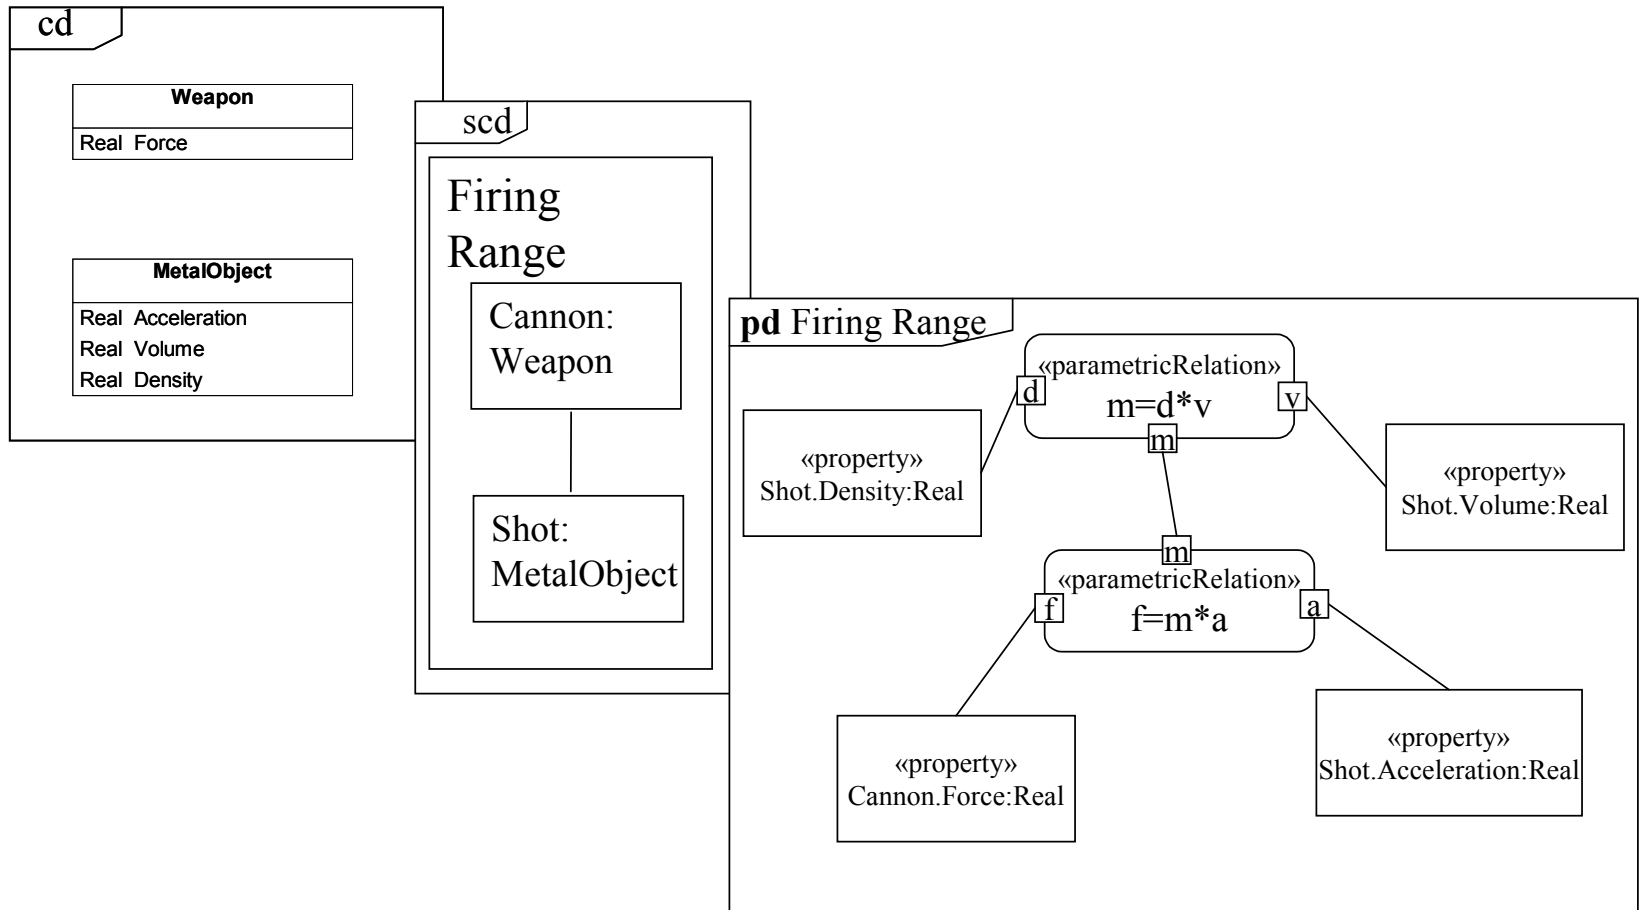 cd
Weapon
Real Force
MetalObject
Real Acceleration
Real Volume
Real Density
scd
Firing
Range
Cannon:
Weapon
Shot:
MetalObject
pd Firing Range
«parametricRelation»
m=d*v
d
v
m
«property»
Shot.Density:Real
«property»
Shot.Volume:Real
m
«parametricRelation»
f=m*a
f
a
«property»
Cannon.Force:Real
«property»
Shot.Acceleration:Real